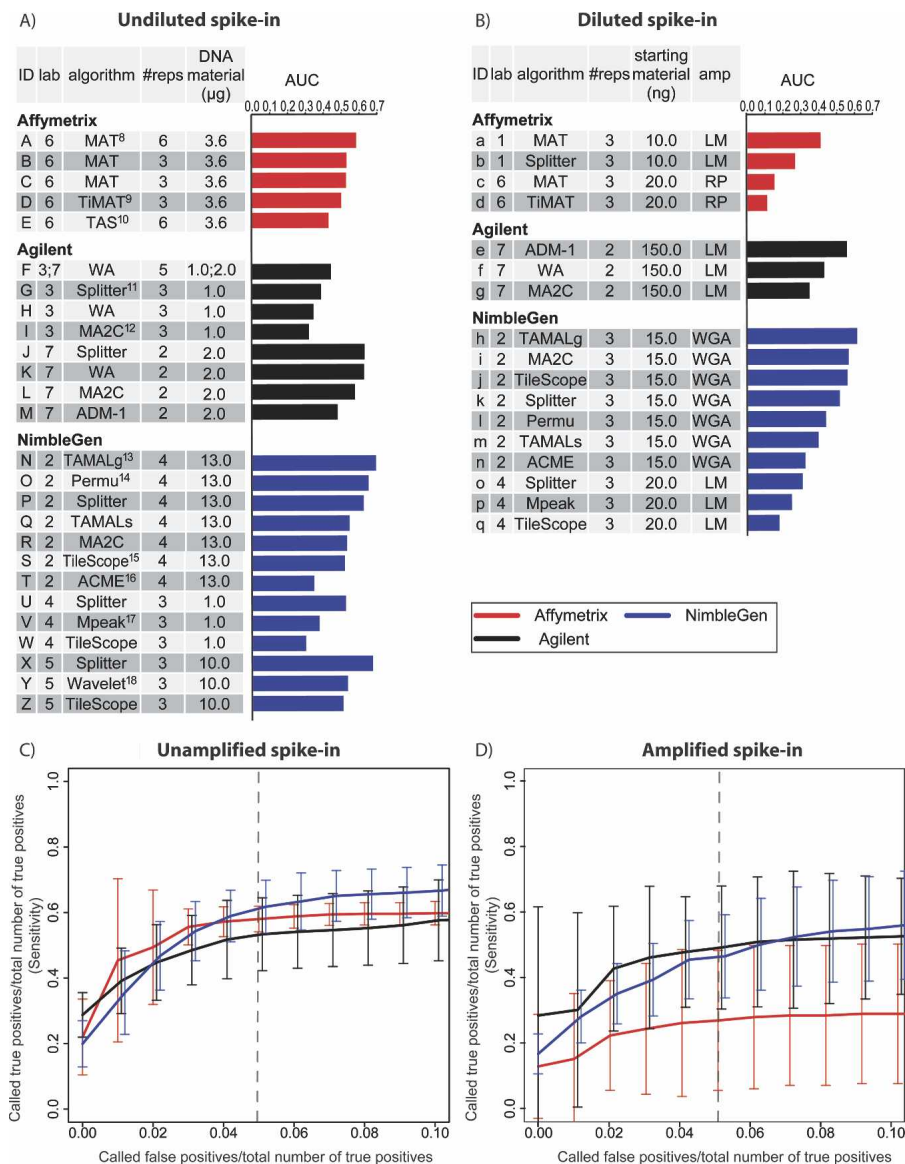 A) Undiluted spike-in
ID lab algorithm #reps DNA material (µg)
AUC
0.0 0,1 0,2 0,3 0,4 0,5 0,6 0,7
Affymetrix
A 6 MAT8 6 3.6
B 6 MAT 3 3.6
C 6 MAT 3 3.6
D 6 TiMAT9 3 3.6
E 6 TAS10 6 3.6
Agilent
F 3;7 WA 5 1.0;2.0
G 3 Splitter11 3 1.0
H 3 WA 3 1.0
I 3 MA2C12 3 1.0
J 7 Splitter 2 2.0
K 7 WA 2 2.0
L 7 MA2C 2 2.0
M 7 ADM-1 2 2.0
NimbleGen
N 2 TAMALg13 4 13.0
O 2 Permu14 4 13.0
P 2 Splitter 4 13.0
Q 2 TAMALs 4 13.0
R 2 MA2C 4 13.0
S 2 TileScope15 4 13.0
T 2 ACME16 4 13.0
U 4 Splitter 3 1.0
V 4 Mpeak17 3 1.0
W 4 TileScope 3 1.0
X 5 Splitter 3 10.0
Y 5 Wavelet18 3 10.0
Z 5 TileScope 3 10.0
B) Diluted spike-in
ID lab algorithm #reps starting material (ng) amp
AUC
0.0 0,1 0,2 0,3 0,4 0,5 0,6 0,7
Affymetrix
a 1 MAT 3 10.0 LM
b 1 Splitter 3 10.0 LM
c 6 MAT 3 20.0 RP
d 6 TiMAT 3 20.0 RP
Agilent
e 7 ADM-1 2 150.0 LM
f 7 WA 2 150.0 LM
g 7 MA2C 2 150.0 LM
NimbleGen
h 2 TAMALg 3 15.0 WGA
i 2 MA2C 3 15.0 WGA
j 2 TileScope 3 15.0 WGA
k 2 Splitter 3 15.0 WGA
l 2 Permu 3 15.0 WGA
m 2 TAMALs 3 15.0 WGA
n 2 ACME 3 15.0 WGA
o 4 Splitter 3 20.0 LM
p 4 Mpeak 3 20.0 LM
q 4 TileScope 3 20.0 LM
Affymetrix NimbleGen
Agilent
C) Unamplified spike-in
Called true positives/total number of true positives
(Sensitivity)
1.0
0.8
0.6
0.4
0.2
0.0
0.00 0.02 0.04 0.06 0.08 0.10
Called false positives/total number of true positives
D) Amplified spike-in
Called true positives/total number of true positives
(Sensitivity)
1.0
0.8
0.6
0.4
0.2
0.0
0.00 0.02 0.04 0.06 0.08 0.10
Called false positives/total number of true positives